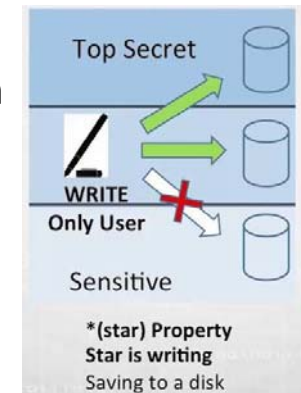 Top Secret
WRITE
Only User
Sensitive
*(star) Property
Star is writing
Saving to a disk